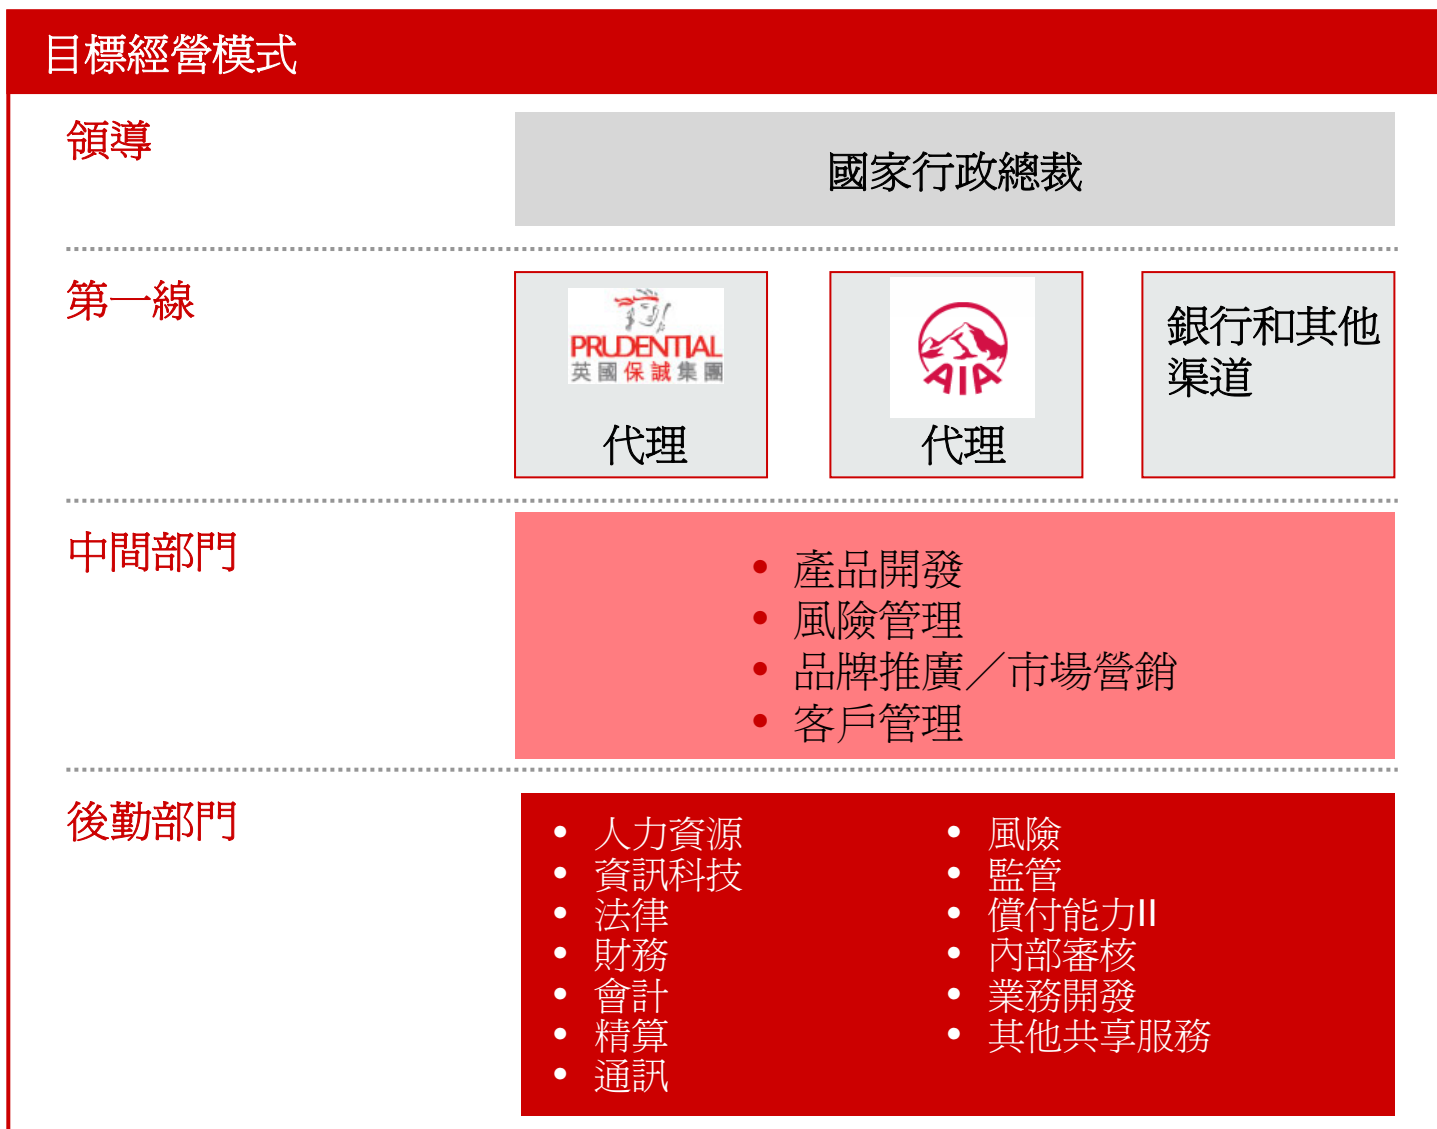 目標經營模式
領導
國家行政總裁
第一線
PRUDENTIAL
英國保誠集團
代理
AIA
代理
銀行和其他
渠道
中間部門
• 產品開發
• 風險管理
• 品牌推廣／市場營銷
• 客戶管理
後勤部門
• 人力資源
• 資訊科技
• 法律
• 財務
• 會計
• 精算
• 通訊
• 風險
• 監管
• 償付能力II
• 內部審核
• 業務開發
• 其他共享服務